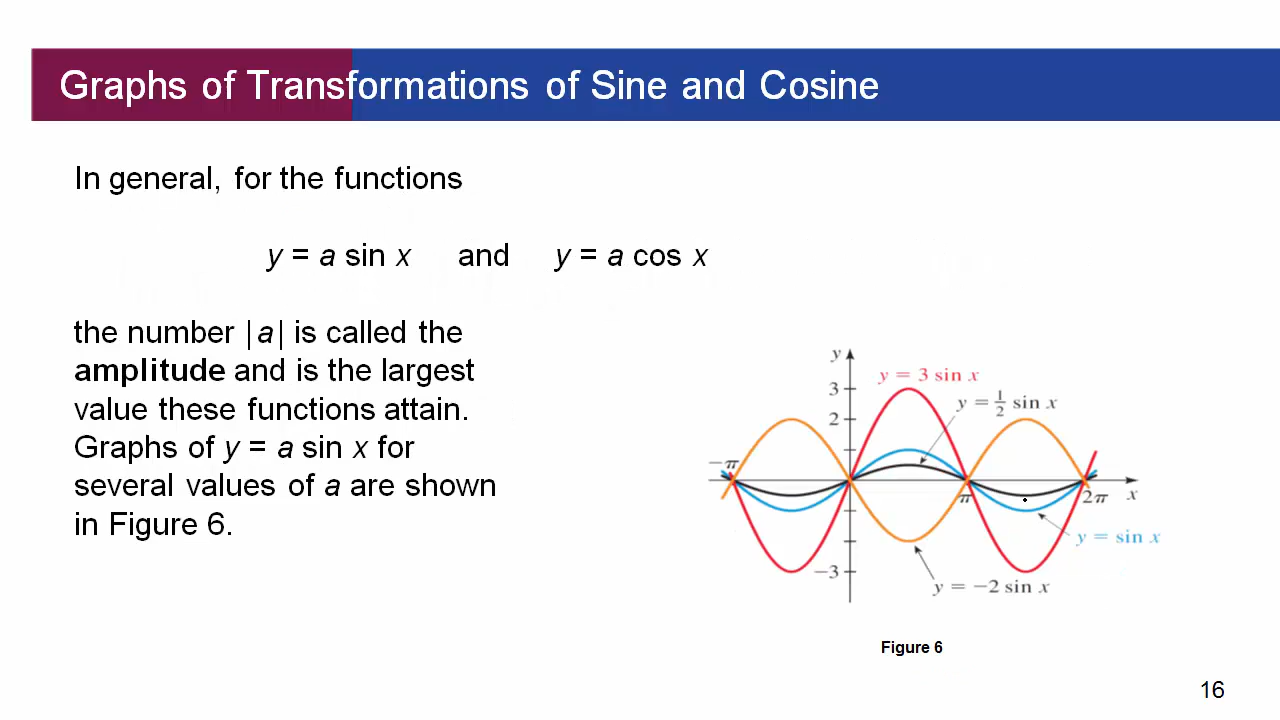 Graphs of Transformations of Sine and Cosine
In general, for the functions
y = a sin x and y = a cos x
the number |a| is called the
amplitude and is the largest
value these functions attain.
Graphs of y = a sin x for
several values of a are shown
in Figure 6.
y
y = 3 sin x
3
y = 1/2 sin x
2
−π
π
2π
x
y = sin x
−3
y = −2 sin x
Figure 6
16